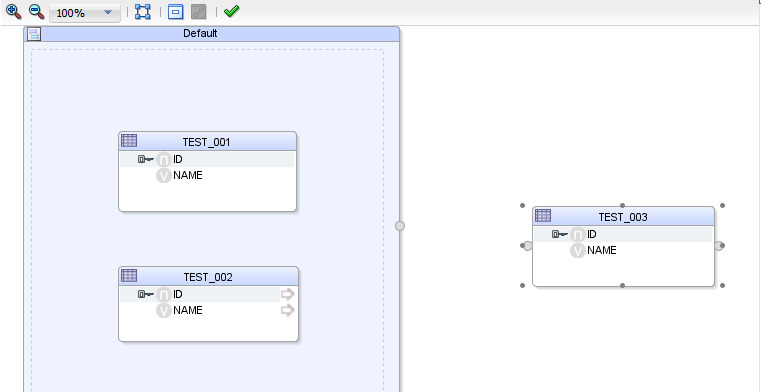 100%
Default
TEST_001
n ID
v NAME
TEST_002
n ID
v NAME
TEST_003
n ID
v NAME